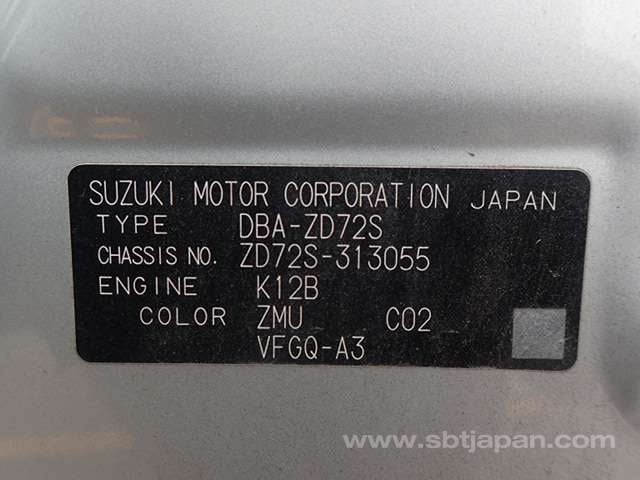 SUZUKI MOTOR CORPORATION JAPAN
TYPE DBA-ZD72S
CHASSIS NO. ZD72S-313055
ENGINE K12B
COLOR ZMU C02
VFGQ-A3
www.sbtjapan.com